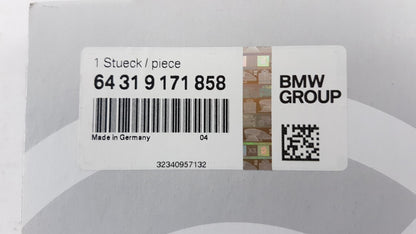 1 Stueck / piece
64 31 9 171 858
Made in Germany 04
32340957132
BMW
GROUP